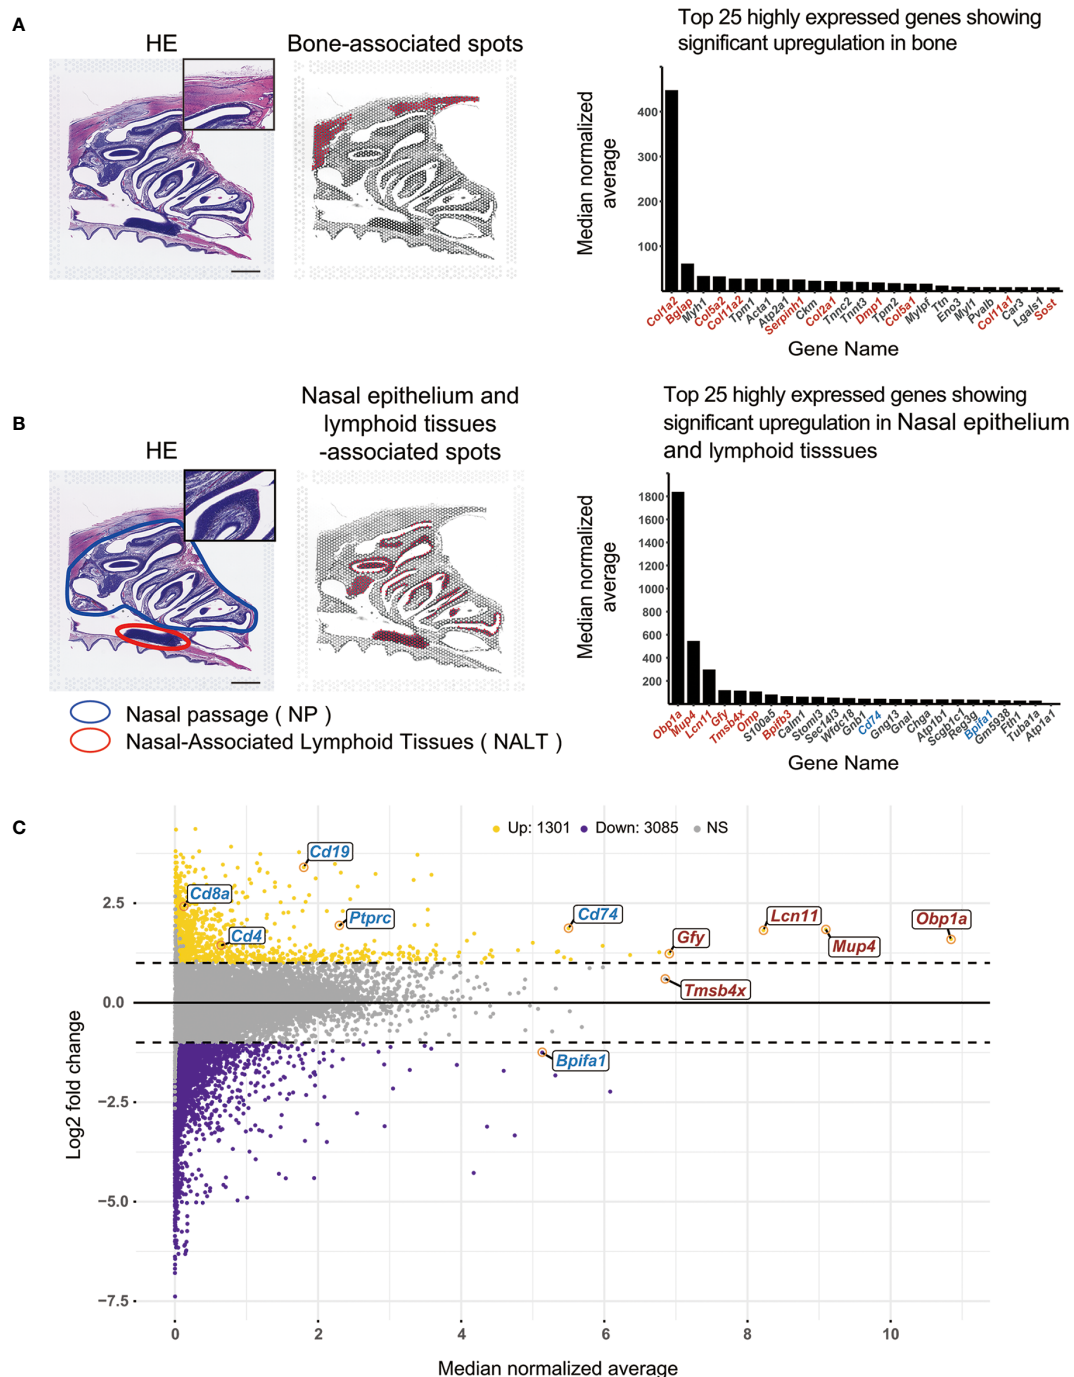 A
HE
Bone-associated spots
Top 25 highly expressed genes showing
significant upregulation in bone
Median normalized
average
400
300
200
100
Col1a2
Bglap
Myh1
Col5a2
Col11a2
Tpm1
Acta1
Atp2a1
Serpinh1
Ckm
Col2a1
Tnnc2
Tnnt3
Dmp1
Tpm2
Col5a1
Mylpf
Ttn
Eno3
Myl1
Pvalb
Col11a1
Car3
Lgals1
Sost
Gene Name
B
HE
Nasal epithelium and
lymphoid tissues
-associated spots
Top 25 highly expressed genes showing
significant upregulation in Nasal epithelium
and lymphoid tisssues
Median normalized
average
1800
1600
1400
1200
1000
800
600
400
200
Obp1a
Mup4
Lcn11
Gfy
Tmsb4x
Omp
S100a5
Bpifb3
Calm1
Stoml3
Sec14l3
Wfdc18
Gnb1
Cd74
Gng13
Gnal
Chga
Atp1b1
Scgb1c1
Reg3g
Bpifa1
Gm5938
Fth1
Tuba1a
Atp1a1
Gene Name
Nasal passage ( NP )
Nasal-Associated Lymphoid Tissues ( NALT )
C
Up: 1301 Down: 3085 NS
Cd19
Cd8a
Cd4
Ptprc
Cd74
Gfy
Lcn11
Mup4
Obp1a
Tmsb4x
Bpifa1
Log2 fold change
2.5
0.0
−2.5
−5.0
−7.5
0 2 4 6 8 10
Median normalized average